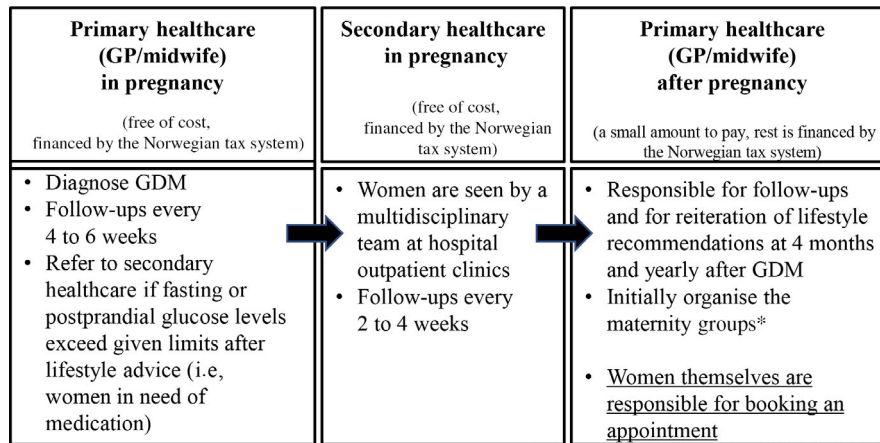 Primary healthcare
(GP/midwife)
in pregnancy
(free of cost,
financed by the Norwegian tax system)
Secondary healthcare
in pregnancy
(free of cost,
financed by the Norwegian
tax system)
Primary healthcare
(GP/midwife)
after pregnancy
(a small amount to pay, rest is financed by
the Norwegian tax system)
• Diagnose GDM
• Follow-ups every
4 to 6 weeks
• Refer to secondary
healthcare if fasting or
postprandial glucose levels
exceed given limits after
lifestyle advice (i.e,
women in need of
medication)
• Women are seen by a
multidisciplinary
team at hospital
outpatient clinics
• Follow-ups every
2 to 4 weeks
• Responsible for follow-ups
and for reiteration of lifestyle
recommendations at 4 months
and yearly after GDM
• Initially organise the
maternity groups*
• Women themselves are
responsible for booking an
appointment